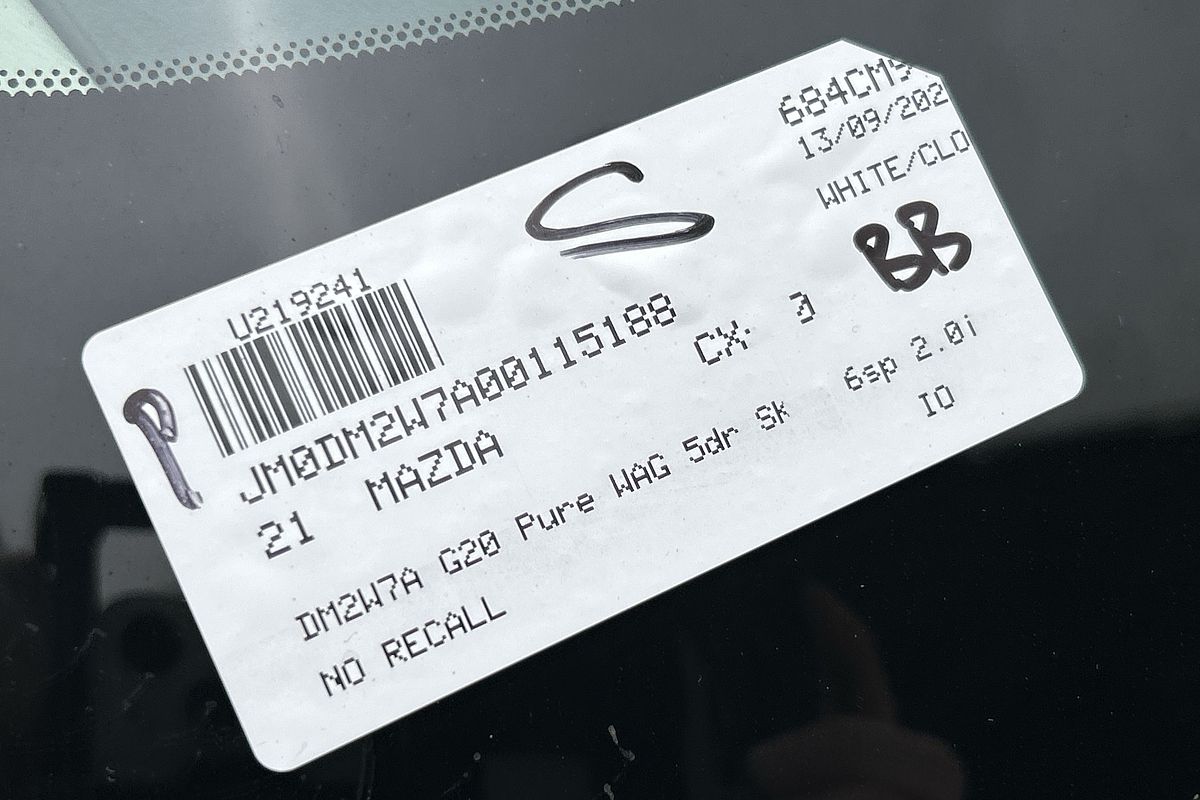 684CM5
13/09/202
WHITE/CLO
S
BB
U219241
P
JM0DM2W7A00115188
21 MAZDA CX- 3
DM2W7A G20 Pure WAG 5dr Sk 6sp 2.0i
NO RECALL IO